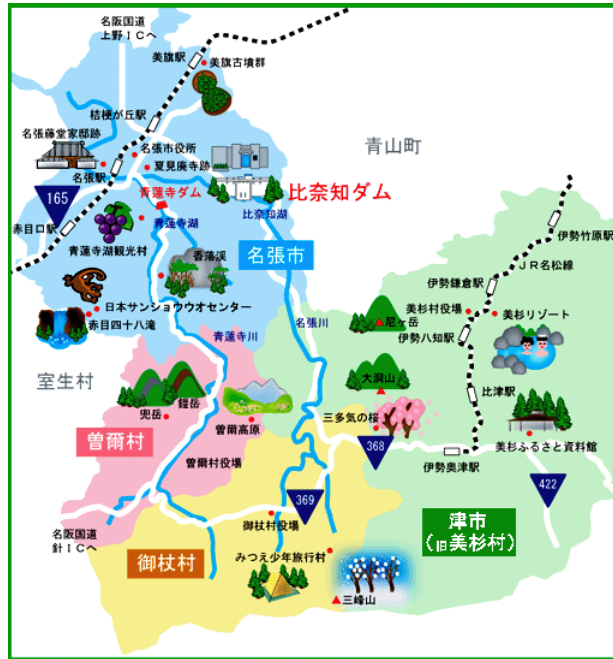 名阪国道
上野ＩＣへ
美旗駅
美旗古墳群
桔梗が丘駅
名張藤堂家邸跡
名張市役所
夏見廃寺跡
名張駅
青山町
165
青蓮寺ダム
比奈知ダム
赤目口駅
青蓮寺湖
比奈知湖
青蓮寺湖観光村
名張市
伊勢竹原駅
香落渓
ＪＲ名松線
伊勢鎌倉駅
日本サンショウウオセンター
赤目四十八滝
名張川
美杉村役場
美杉リゾート
尼ヶ岳
伊勢八知駅
青蓮寺川
室生村
大洞山
比津駅
兜岳
鎧岳
曽爾高原
三多気の桜
曽爾村
368
美杉ふるさと資料館
曽爾村役場
伊勢奥津駅
369
422
御杖村役場
名阪国道
針ＩＣへ
津市
（旧美杉村）
御杖村
みつえ少年旅行村
三峰山